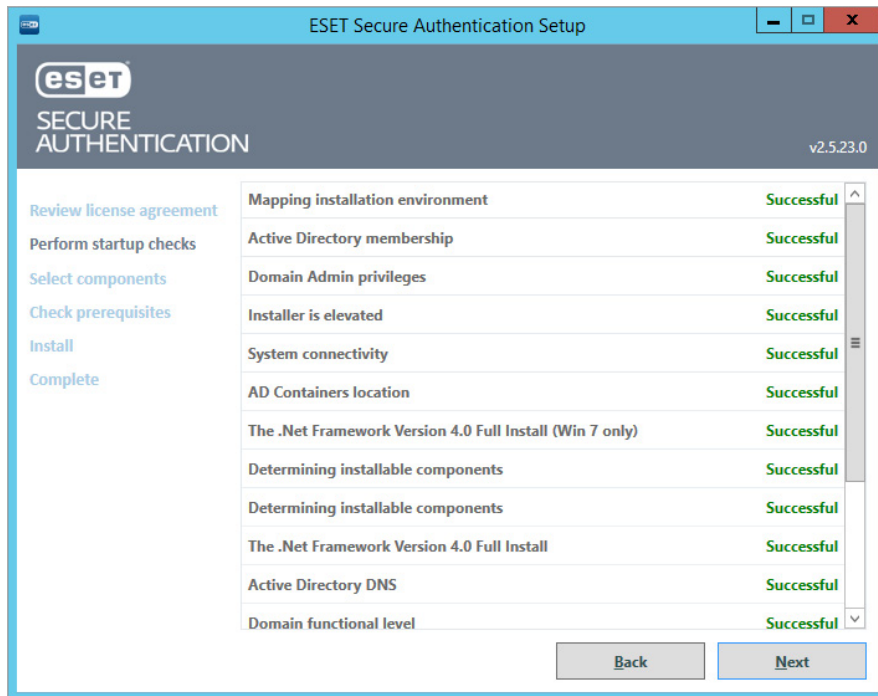 ESET Secure Authentication Setup
eset
SECURE
AUTHENTICATION
v2.5.23.0
Review license agreement
Perform startup checks
Select components
Check prerequisites
Install
Complete
Mapping installation environment Successful
Active Directory membership Successful
Domain Admin privileges Successful
Installer is elevated Successful
System connectivity Successful
AD Containers location Successful
The .Net Framework Version 4.0 Full Install (Win 7 only) Successful
Determining installable components Successful
Determining installable components Successful
The .Net Framework Version 4.0 Full Install Successful
Active Directory DNS Successful
Domain functional level Successful
Back Next